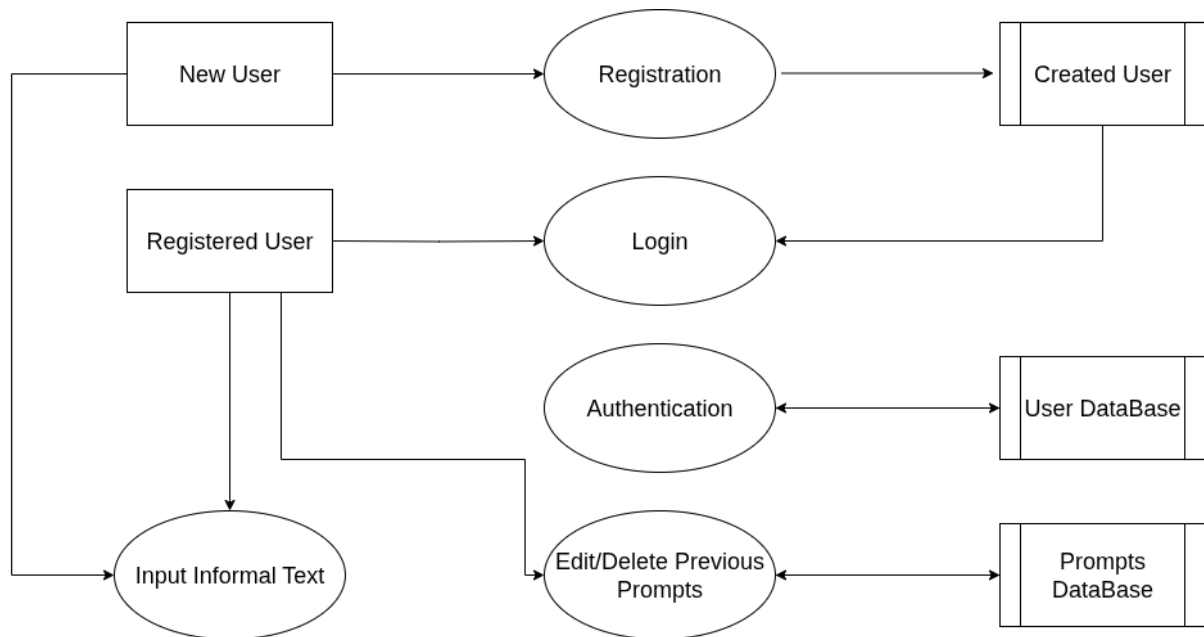 New User
Registration
Created User
Registered User
Login
Authentication
User DataBase
Input Informal Text
Edit/Delete Previous
Prompts
Prompts
DataBase